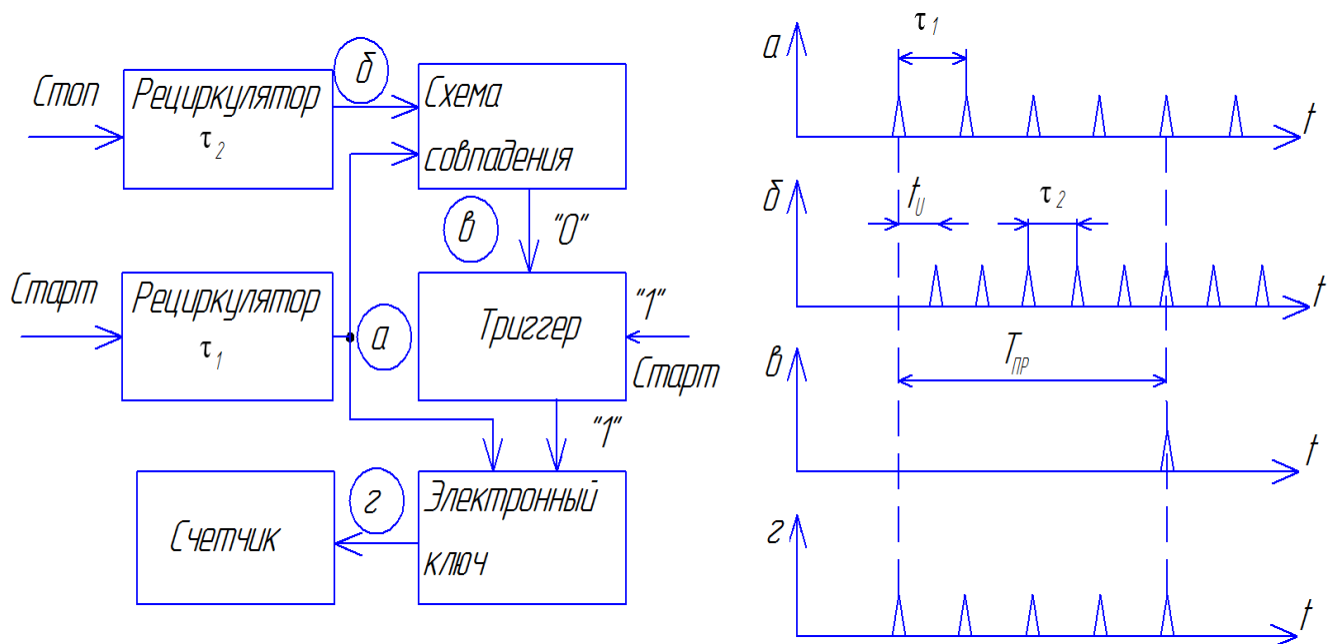 Стоп
Рециркулятор
τ₂
б
Схема
совпадения
в
"0"
Старт
Рециркулятор
τ₁
а
Триггер
"1"
Старт
"1"
Счетчик
г
Электронный
ключ
а
τ₁
t
б
tᵤ
τ₂
t
в
Tпр
t
г
t